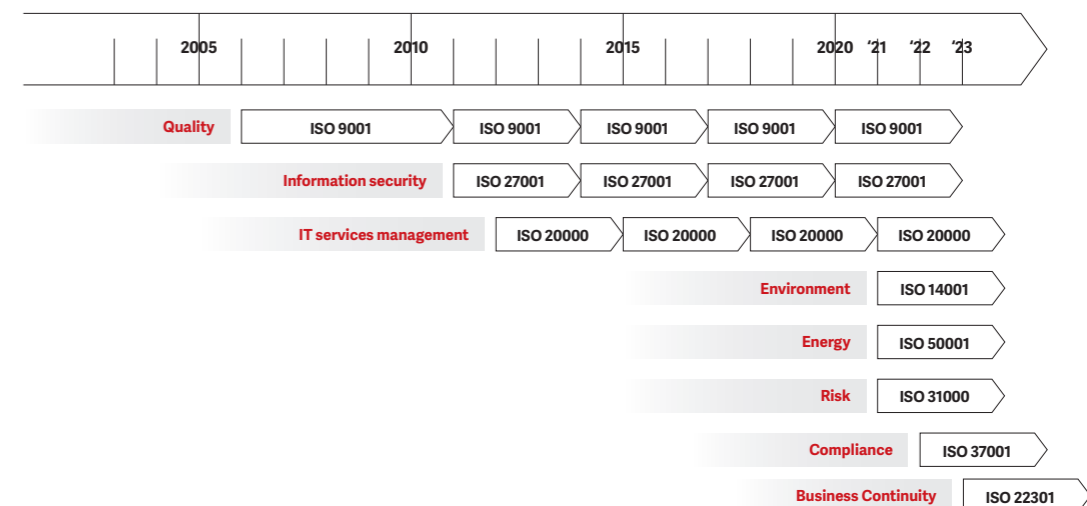 2005 2010 2015 2020 ‘21 ‘22 ‘23
Quality ISO 9001 ISO 9001 ISO 9001 ISO 9001 ISO 9001
Information security ISO 27001 ISO 27001 ISO 27001 ISO 27001
IT services management ISO 20000 ISO 20000 ISO 20000 ISO 20000
Environment ISO 14001
Energy ISO 50001
Risk ISO 31000
Compliance ISO 37001
Business Continuity ISO 22301